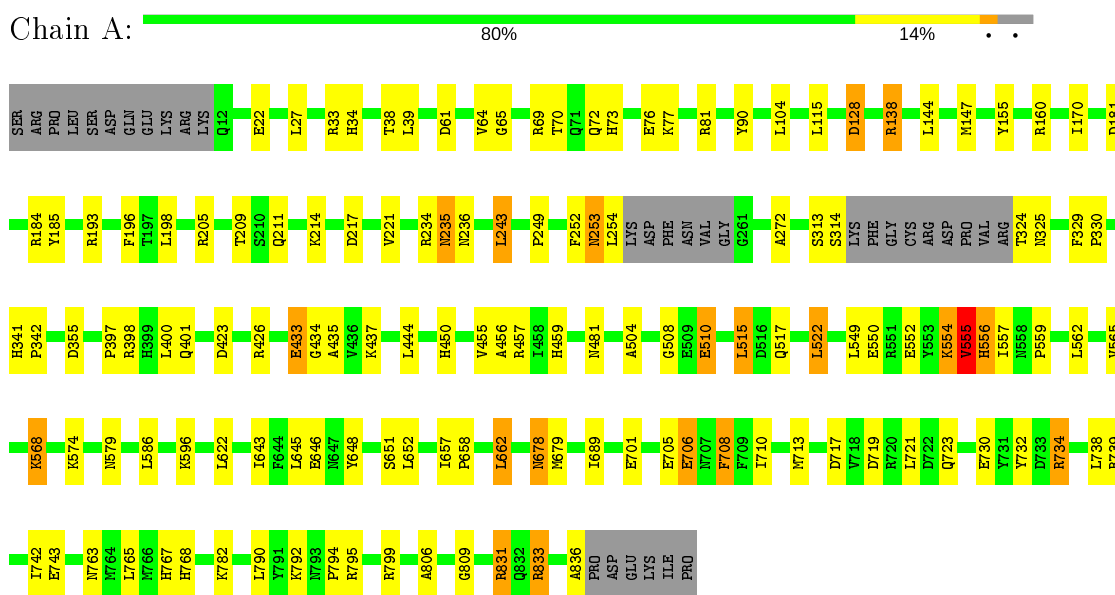 Chain A:
80% 14% • •
SER ARG PRO LEU SER ASP GLN GLU LYS ARG LYS Q12 E22 L27 R33 H34 T38 L39 D61 V64 G65 R69 T70 Q71 Q72 H73 E76 K77 R81 Y90 L104 L115 D128 R138 L144 M147 Y155 R160 I170
R184 Y185 R193 F196 T197 L198 R205 T209 S210 Q211 K214 D217 V221 R234 N235 N236 L243 P249 F252 N253 L254 LYS ASP PHE ASN VAL GLY G261 A272 S313 S314 LYS PHE GLY CYS ARG ASP PRO VAL ARG T324 N325 F329 P330
H341 P342 D355 P397 R398 H399 L400 Q401 D423 R426 E433 G434 A435 V436 K437 L444 H450 V455 A456 R457 I458 H459 N481 A504 G508 E509 E510 L515 D516 Q517 L522 L549 E550 R551 E552 Y553 K554 V555 H556 I557 N558 P559 L562
K568 K574 N579 L586 K596 L622 I643 F644 L645 E646 N647 Y648 S651 L652 I657 P658 L662 N678 M679 I689 E701 E705 E706 N707 F708 F709 I710 M713 D717 V718 D719 R720 L721 D722 Q723 E730 Y731 Y732 D733 R734 L738
I742 E743 N763 M764 L765 M766 H767 H768 K782 L790 Y791 K792 N793 P794 R795 R799 A806 G809 R831 Q832 R833 A836 PRO ASP GLU LYS ILE PRO